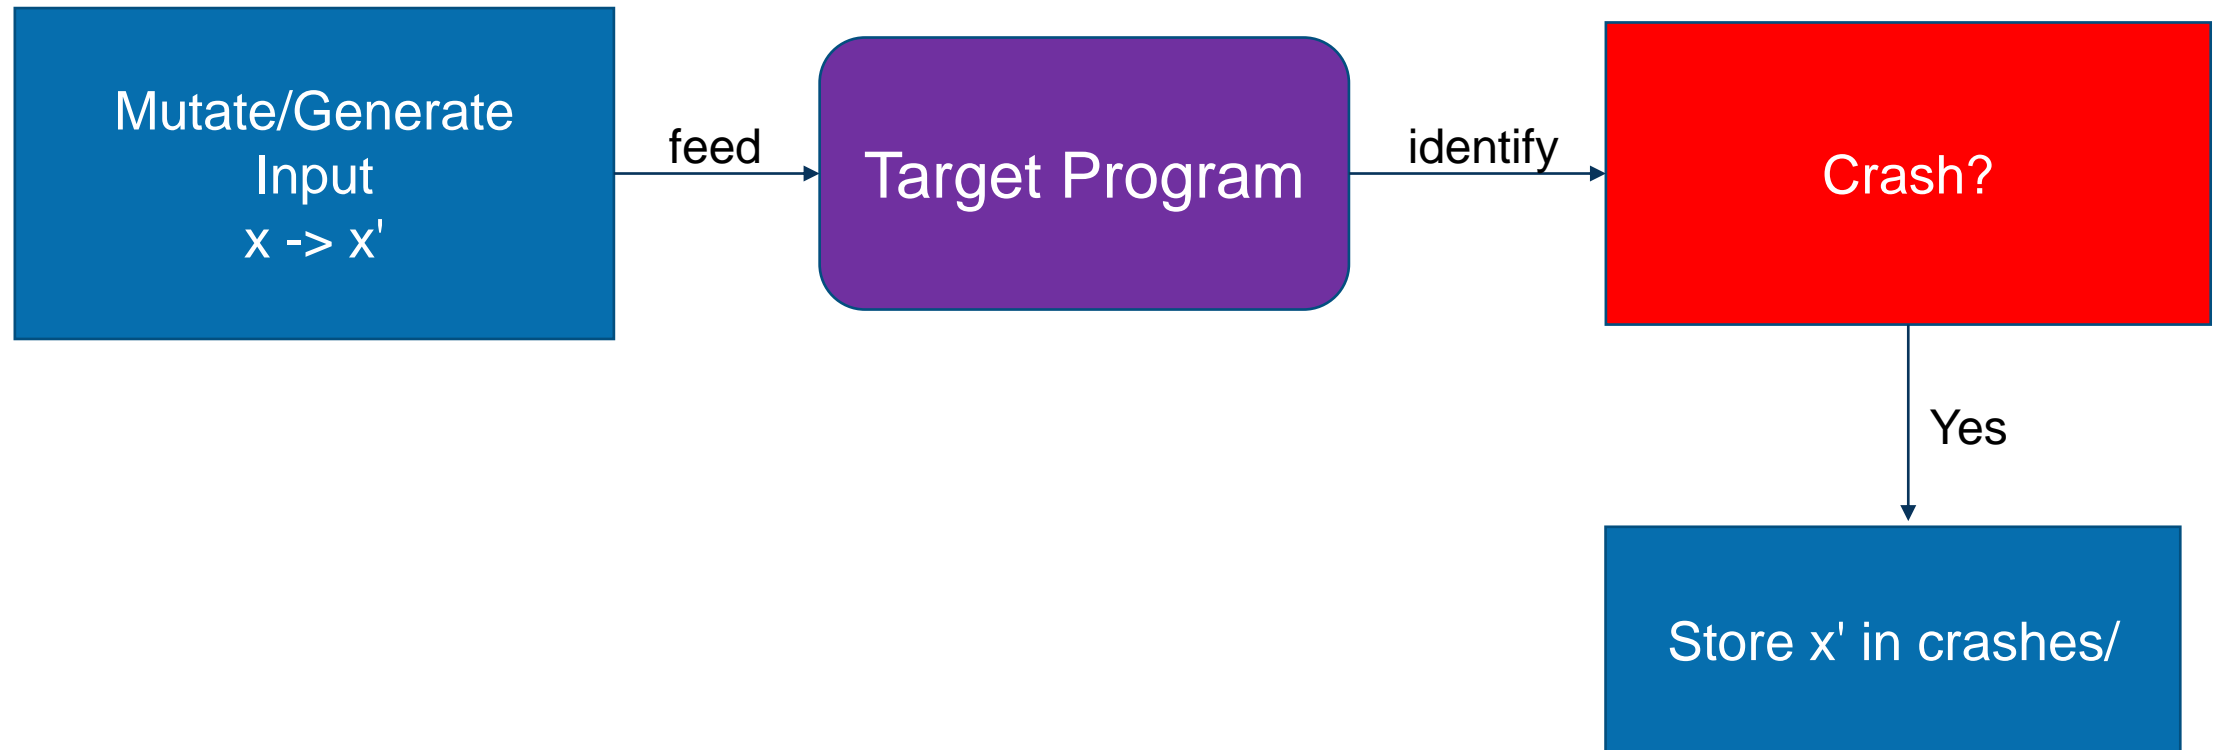 Mutate/Generate
Input
x -> x'
feed
Target Program
identify
Crash?
Yes
Store x' in crashes/